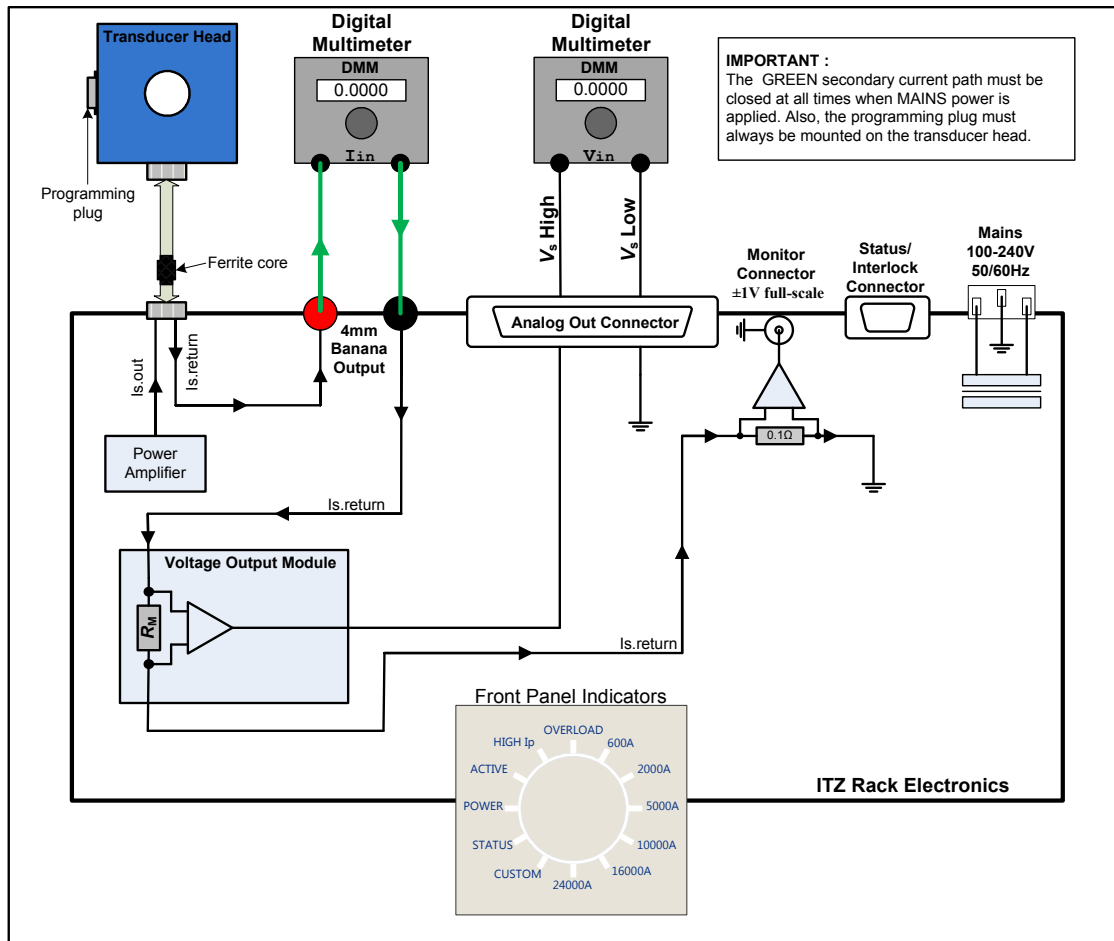 Transducer Head
Programming
plug
Ferrite core
Digital
Multimeter
DMM
0.0000
Iin
Digital
Multimeter
DMM
0.0000
Vin
IMPORTANT :
The GREEN secondary current path must be
closed at all times when MAINS power is
applied. Also, the programming plug must
always be mounted on the transducer head.
Vs High
Vs Low
Monitor
Connector
±1V full-scale
Status/
Interlock
Connector
Mains
100-240V
50/60Hz
Analog Out Connector
4mm
Banana
Output
Is.out
Is.return
Power
Amplifier
0.1Ω
Is.return
Voltage Output Module
RM
Is.return
Front Panel Indicators
OVERLOAD
HIGH Ip
600A
ACTIVE
2000A
POWER
5000A
STATUS
10000A
CUSTOM
16000A
24000A
ITZ Rack Electronics